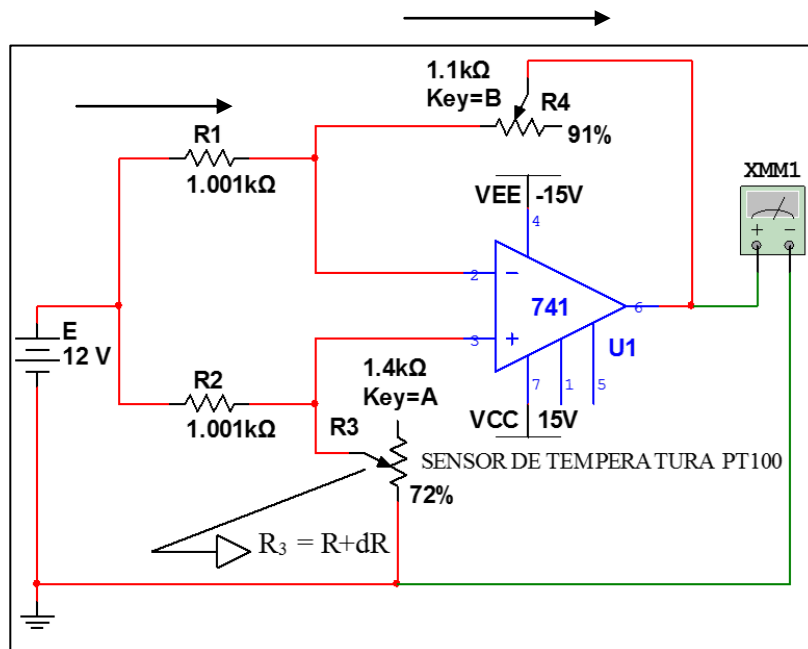 1.1kΩ
Key=B
R4
91%
R1
1.001kΩ
XMM1
VEE
-15V
4
2
741
6
3
U1
E
12 V
R2
1.001kΩ
1.4kΩ
Key=A
7
1
5
R3
VCC
15V
SENSOR DE TEMPERATURA PT100
72%
R₃ = R+dR